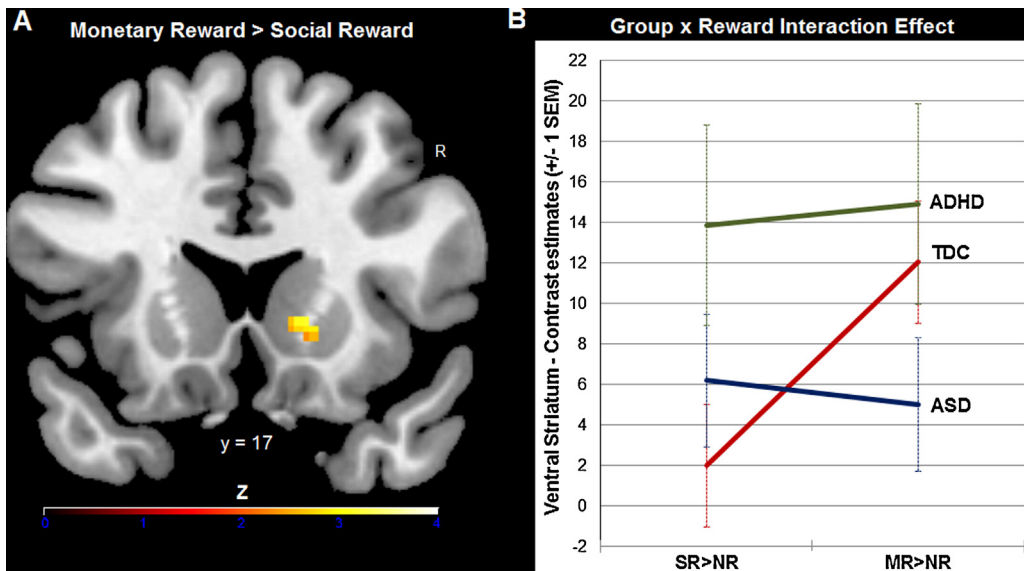 A
Monetary Reward > Social Reward
R
y = 17
Z
0 1 2 3 4
B
Group x Reward Interaction Effect
Ventral Striatum - Contrast estimates (+/- 1 SEM)
22
20
18
16
14
12
10
8
6
4
2
0
-2
ADHD
TDC
ASD
SR>NR MR>NR